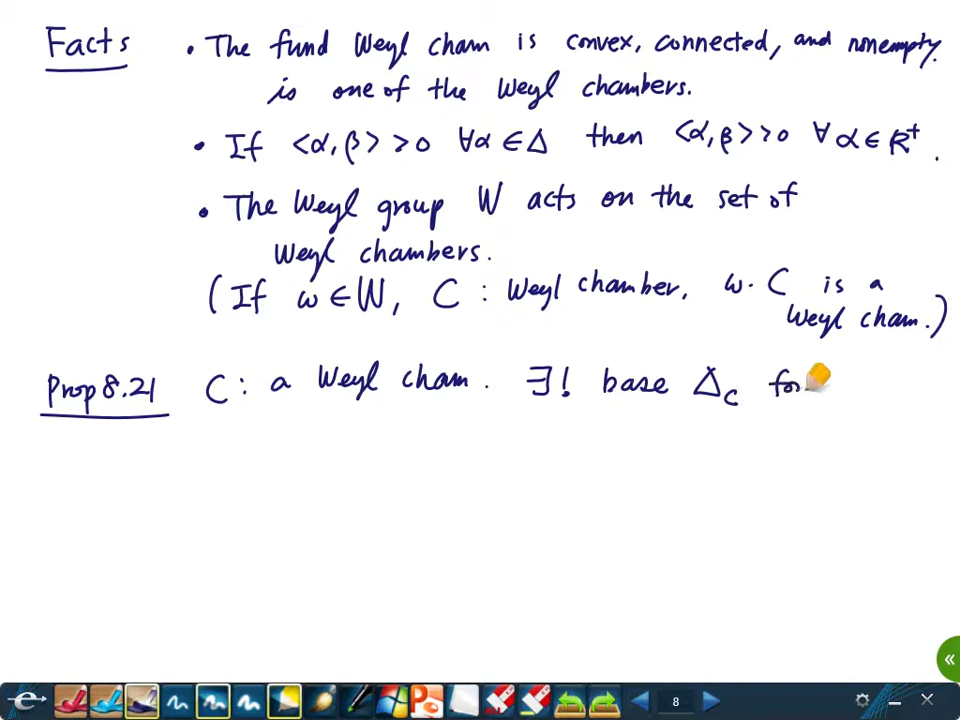 Facts • The fund Weyl cham is convex, connected, and nonempty.
is one of the Weyl chambers.
• If <α, β> > 0 ∀α ∈ Δ then <α, β> > 0 ∀ α ∈ R⁺.
• The Weyl group W acts on the set of
Weyl chambers.
(If w ∈ W, C : Weyl chamber, w · C is a
Weyl cham.)
Prop 8.21 C : a Weyl cham. ∃! base Δ_C for
8